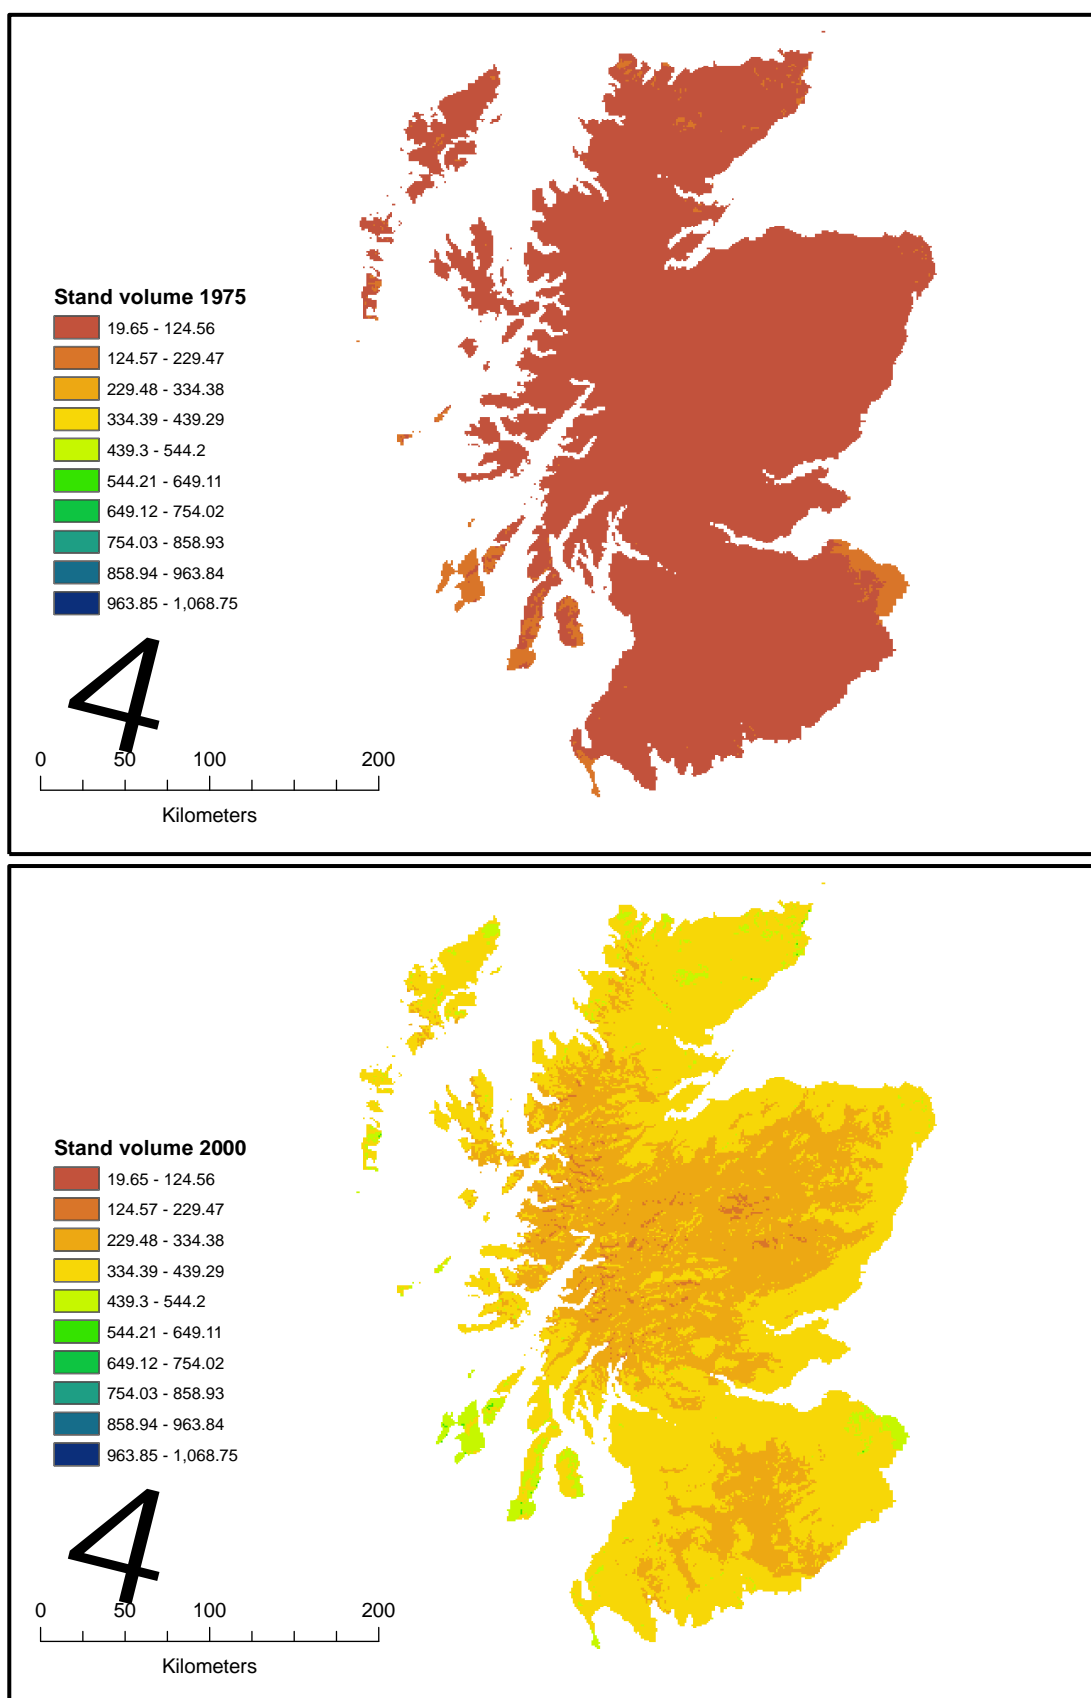 Stand volume 1975
19.65 - 124.56
124.57 - 229.47
229.48 - 334.38
334.39 - 439.29
439.3 - 544.2
544.21 - 649.11
649.12 - 754.02
754.03 - 858.93
858.94 - 963.84
963.85 - 1,068.75
4
0 50 100 200
Kilometers
Stand volume 2000
19.65 - 124.56
124.57 - 229.47
229.48 - 334.38
334.39 - 439.29
439.3 - 544.2
544.21 - 649.11
649.12 - 754.02
754.03 - 858.93
858.94 - 963.84
963.85 - 1,068.75
4
0 50 100 200
Kilometers